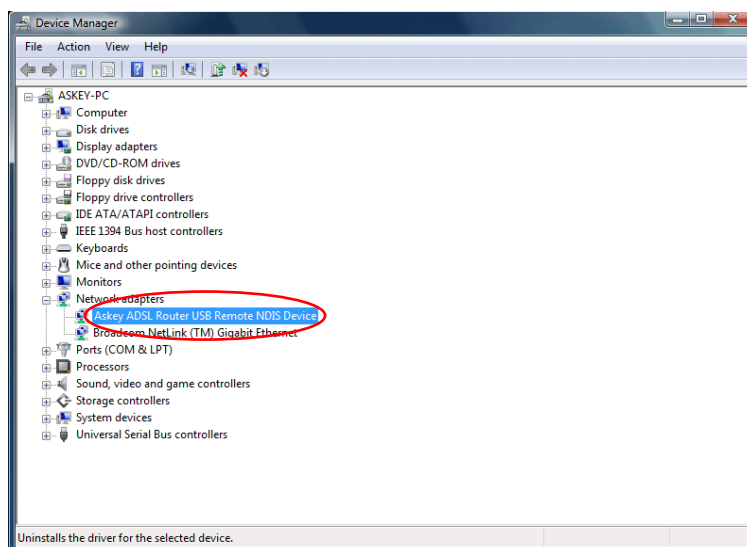 Device Manager
File Action View Help
ASKEY-PC
Computer
Disk drives
Display adapters
DVD/CD-ROM drives
Floppy disk drives
Floppy drive controllers
IDE ATA/ATAPI controllers
IEEE 1394 Bus host controllers
Keyboards
Mice and other pointing devices
Monitors
Network adapters
Askey ADSL Router USB Remote NDIS Device
Broadcom NetLink (TM) Gigabit Ethernet
Ports (COM & LPT)
Processors
Sound, video and game controllers
Storage controllers
System devices
Universal Serial Bus controllers
Uninstalls the driver for the selected device.